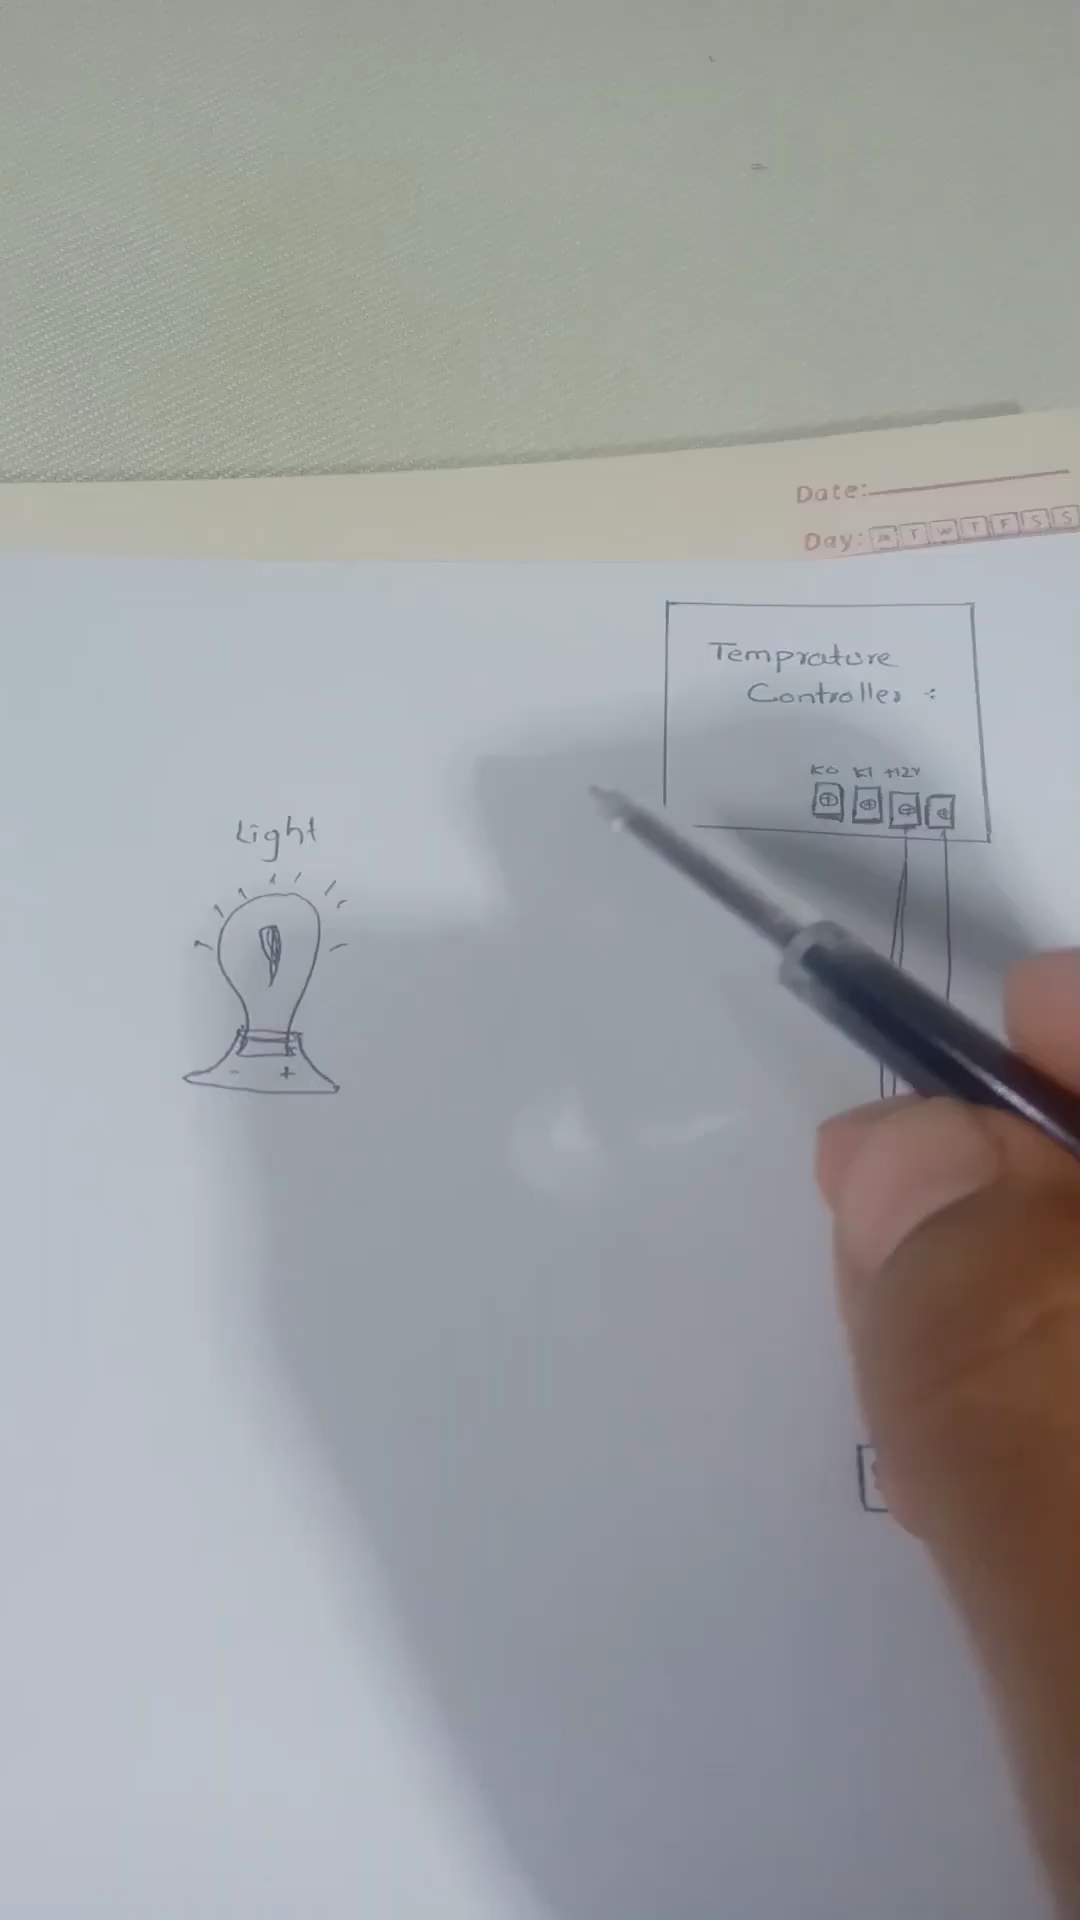 Date:
Day: M T W T F S S
Temprature
Controller :
K0 K1 +12V
Light
- +